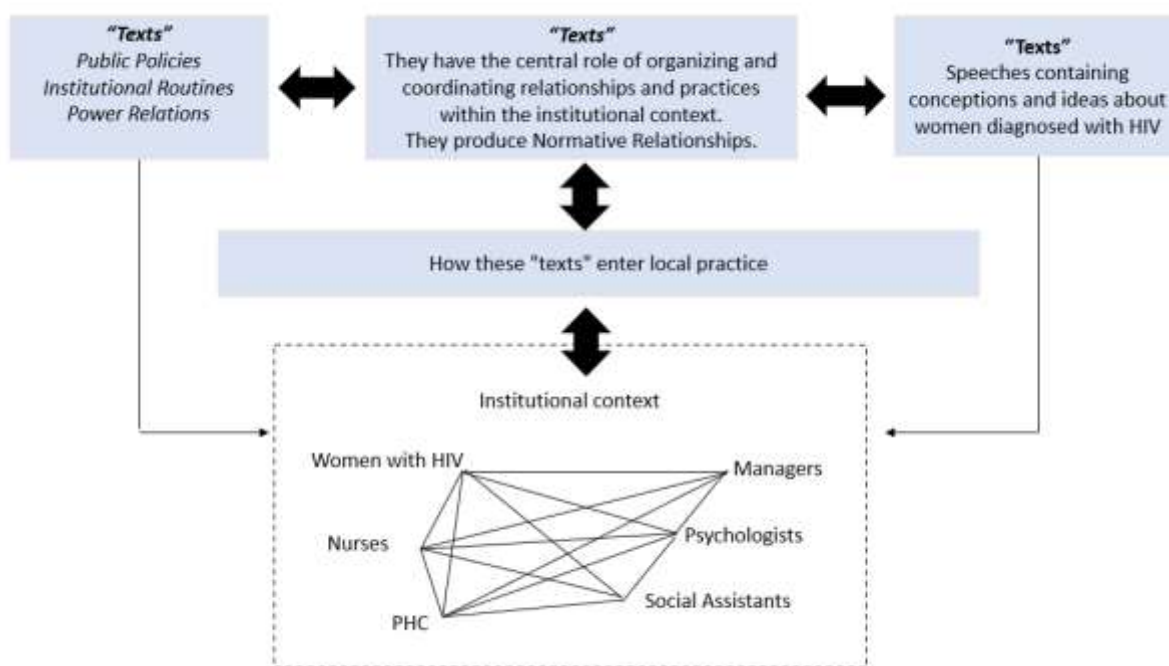 "Texts"
Public Policies
Institutional Routines
Power Relations
"Texts"
They have the central role of organizing and
coordinating relationships and practices
within the institutional context.
They produce Normative Relationships.
"Texts"
Speeches containing
conceptions and ideas about
women diagnosed with HIV
How these "texts" enter local practice
Institutional context
Women with HIV
Managers
Nurses
Psychologists
PHC
Social Assistants